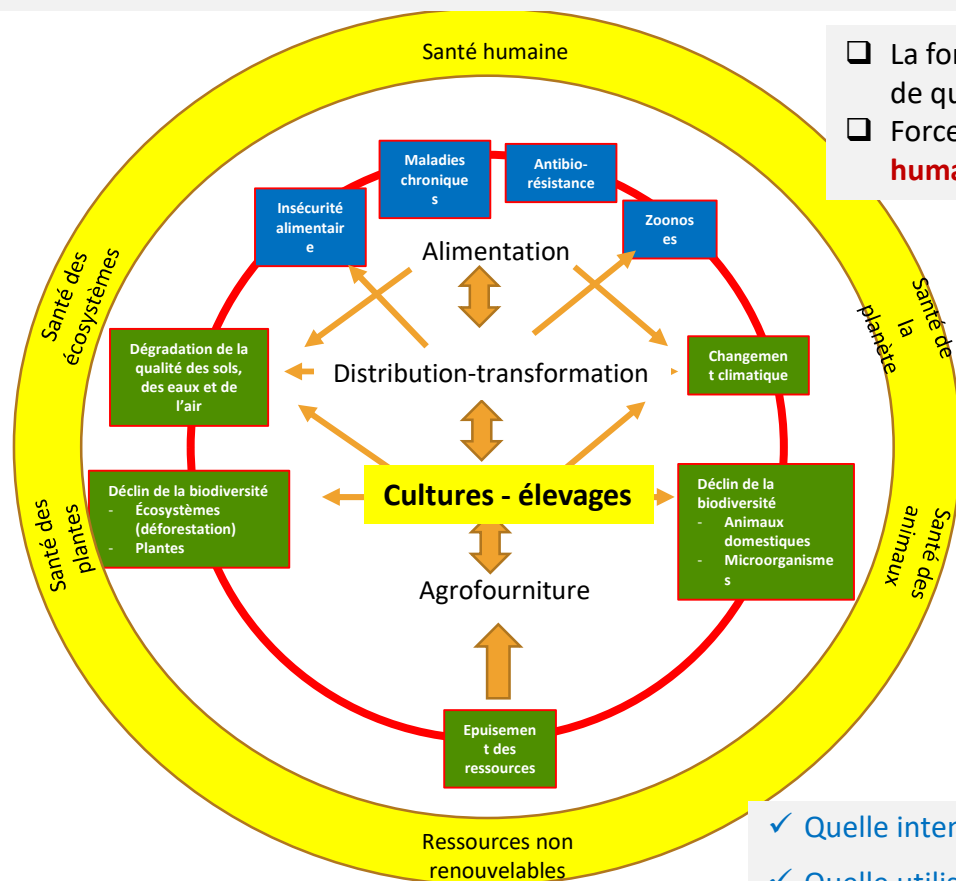 Santé humaine
❑ La for
de qu
❑ Force
huma
Maladies
chronique
s
Antibio-
résistance
Insécurité
alimentair
e
Zoonos
es
Alimentation
Santé des
écosystèmes
Santé de
la
planète
Dégradation de la
qualité des sols,
des eaux et de
l’air
Distribution-transformation
Changemen
t climatique
Déclin de la biodiversité
- Écosystèmes
(déforestation)
- Plantes
Cultures - élevages
Déclin de la
biodiversité
- Animaux
domestiques
- Microorganisme
s
Santé des
plantes
Santé des
animaux
Agrofourniture
Epuisemen
t des
ressources
Ressources non
renouvelables
✓ Quelle inter
✓ Quelle utilis